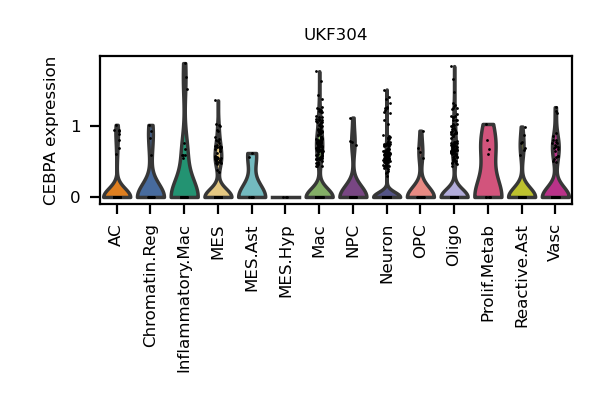 UKF304
CEBPA expression
1
0
AC
Chromatin.Reg
Inflammatory.Mac
MES
MES.Ast
MES.Hyp
Mac
NPC
Neuron
OPC
Oligo
Prolif.Metab
Reactive.Ast
Vasc